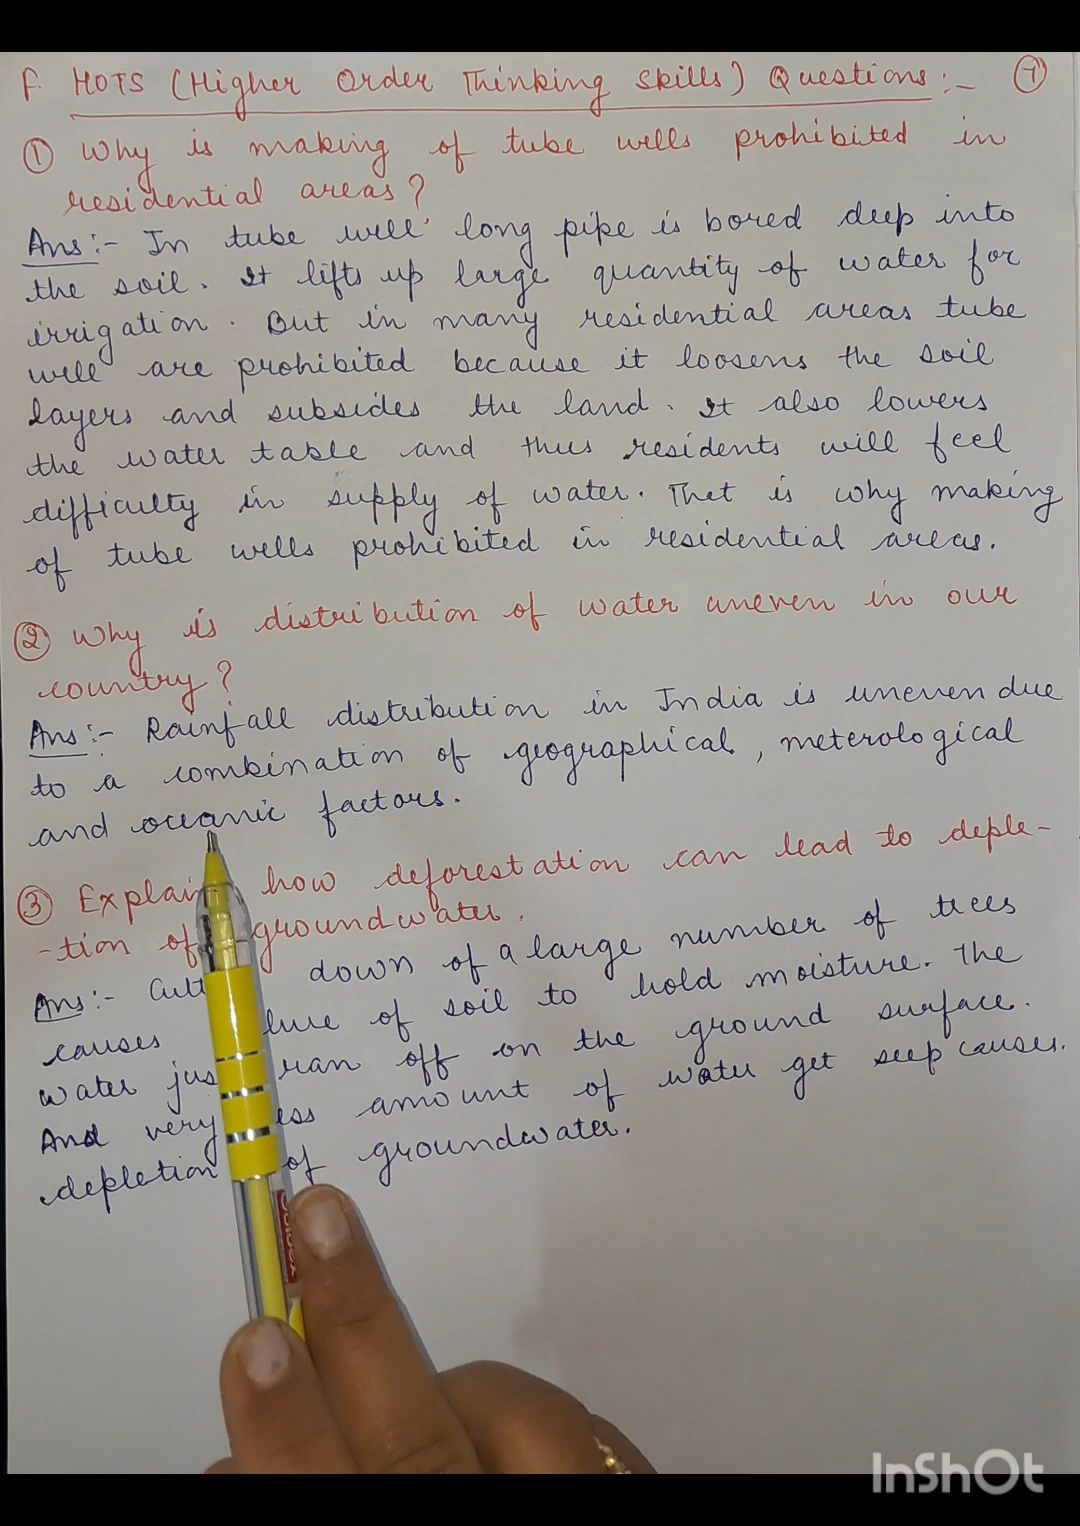 F. HOTS (Higher Order Thinking Skills) Questions:- 7
① Why is making of tube wells prohibited in
residential areas?
Ans:- In tube well long pipe is bored deep into
the soil. It lifts up large quantity of water for
irrigation. But in many residential areas tube
well are prohibited because it loosens the soil
layers and subsides the land. It also lowers
the water table and thus residents will feel
difficulty in supply of water. That is why making
of tube wells prohibited in residential areas.
② Why is distribution of water uneven in our
country?
Ans:- Rainfall distribution in India is uneven due
to a combination of geographical, meterological
and oceanic factors.
③ Explain how deforestation can lead to deple-
-tion of groundwater.
Ans:- down of a large number of trees
causes of soil to hold moisture. The
water ran off on the ground surface.
And very amount of water get seep causes.
depletion of groundwater.
InShOt